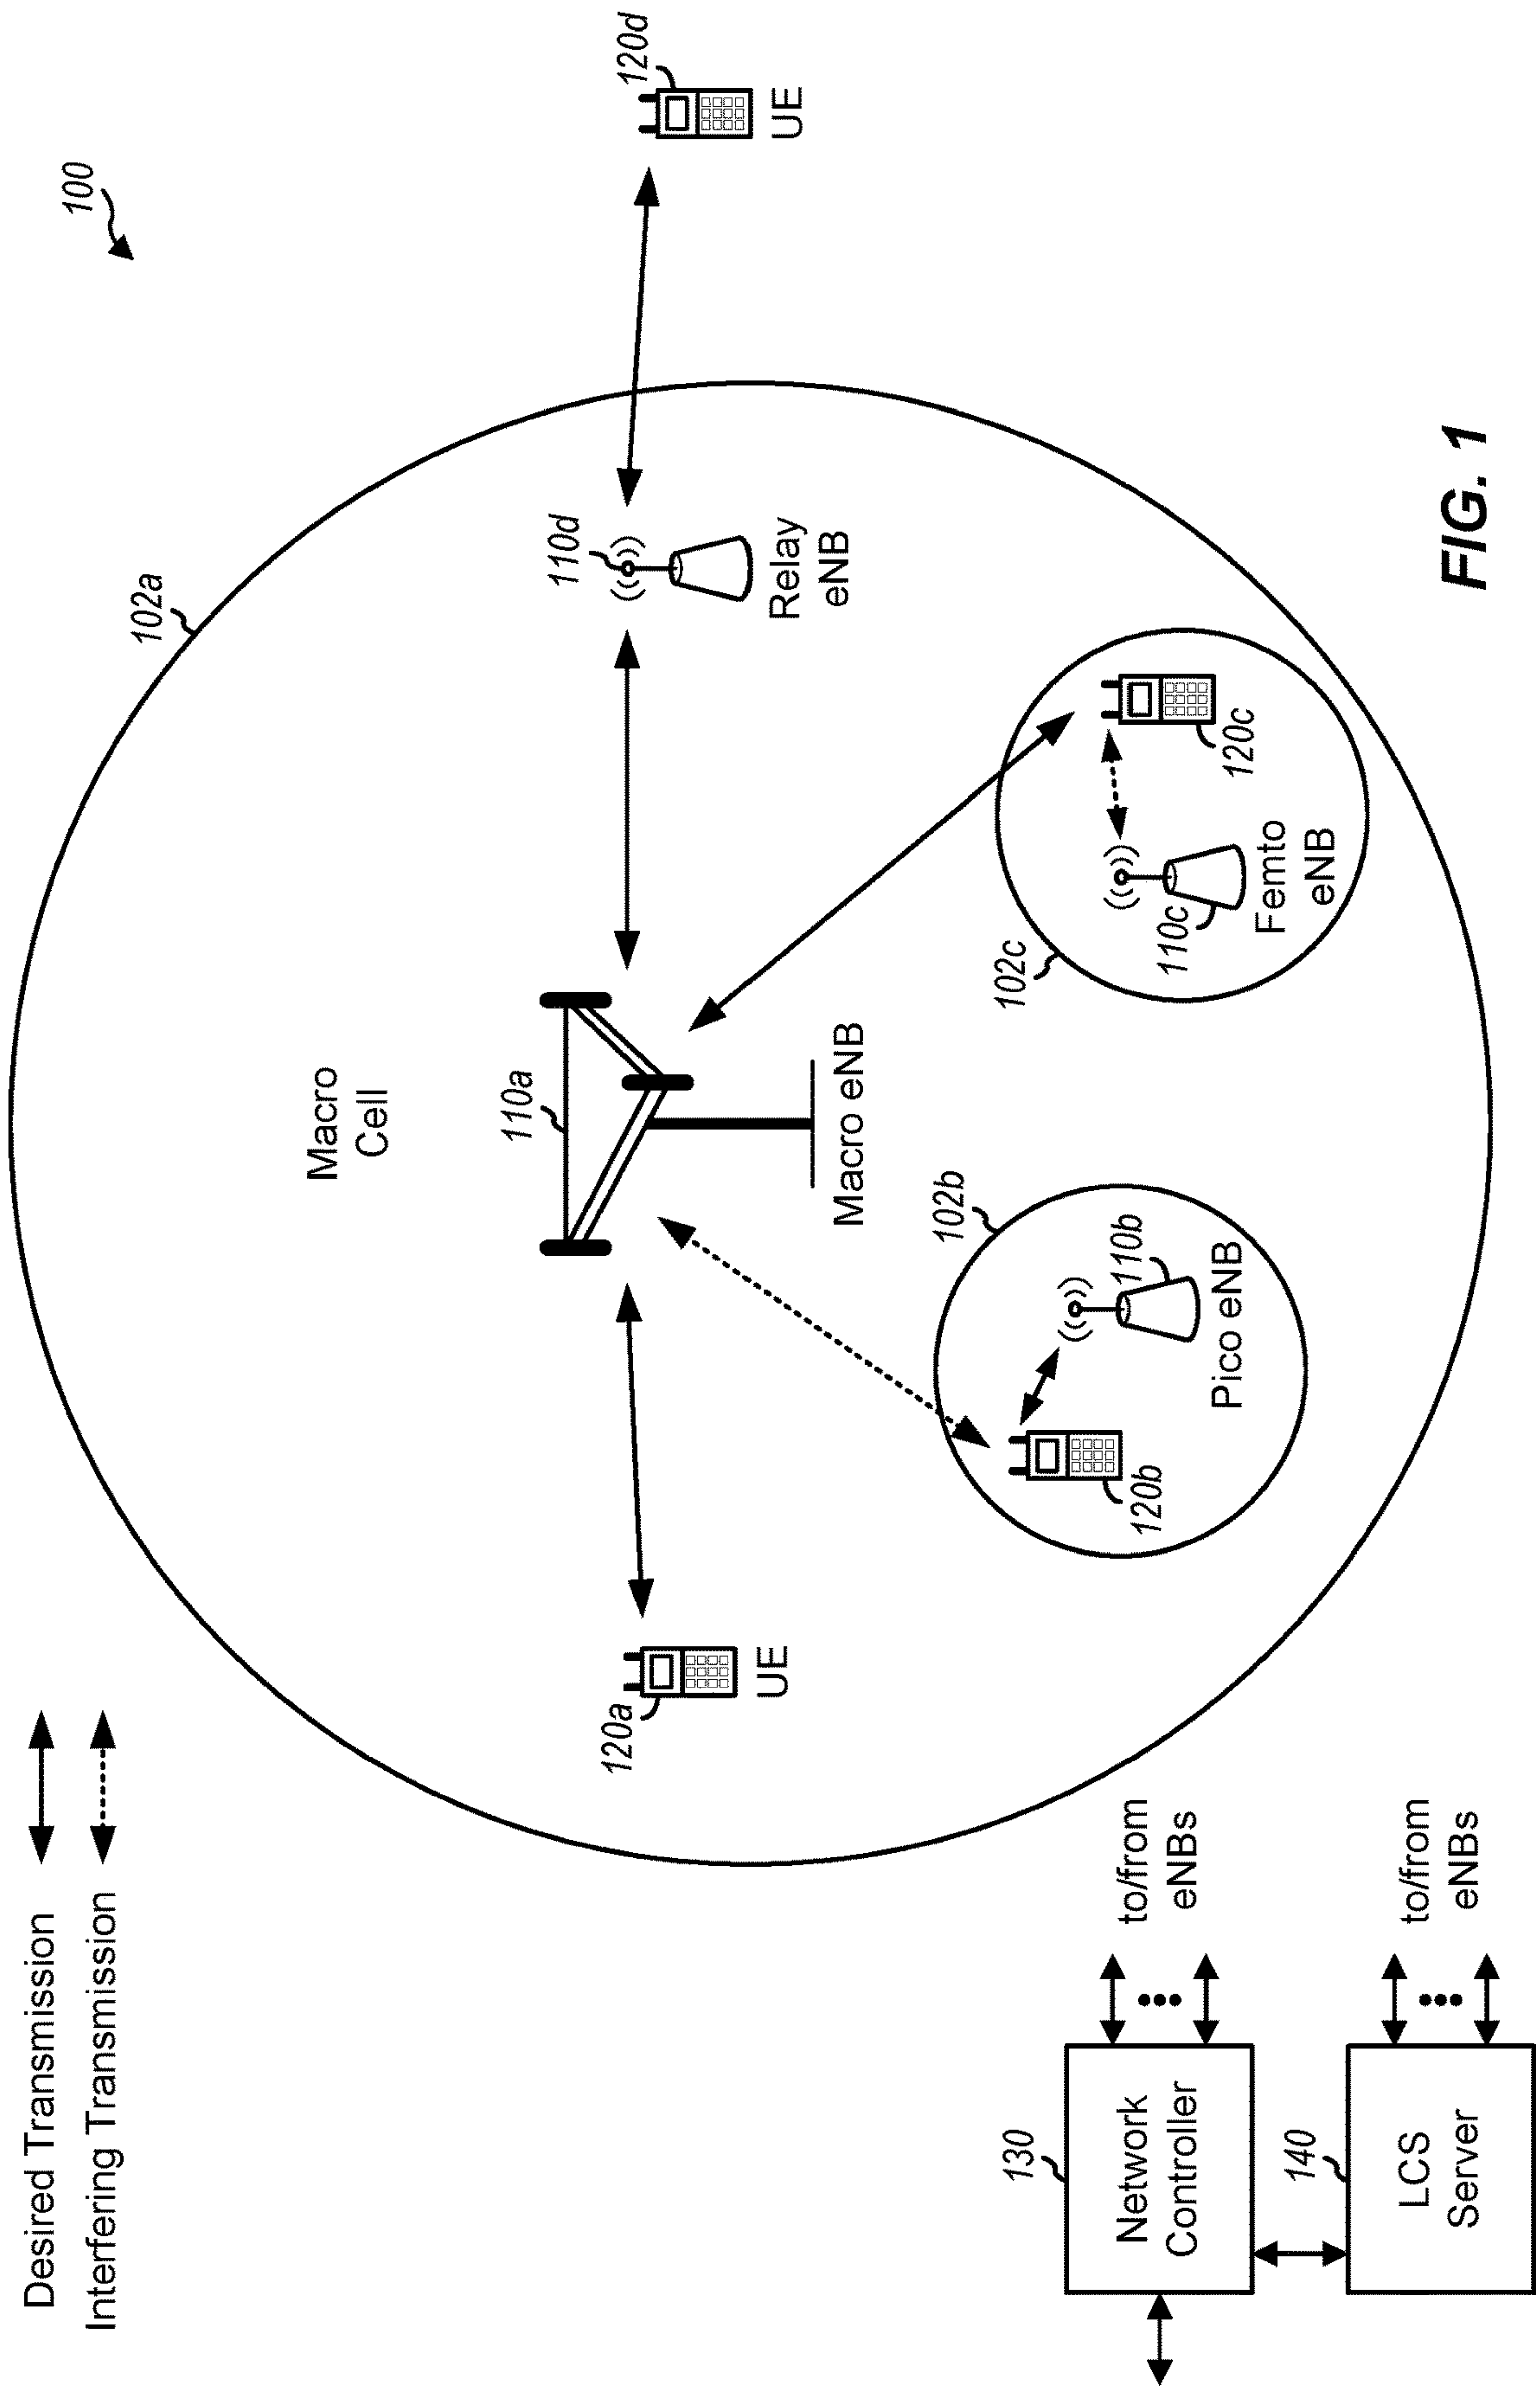 Desired Transmission
Interfering Transmission
100
102a
Macro
Cell
110a
Macro eNB
120a
UE
110d
Relay
eNB
120d
UE
102b
110b
Pico eNB
120b
102c
110c
Femto
eNB
120c
130
Network
Controller
to/from
eNBs
140
LCS
Server
to/from
eNBs
FIG. 1